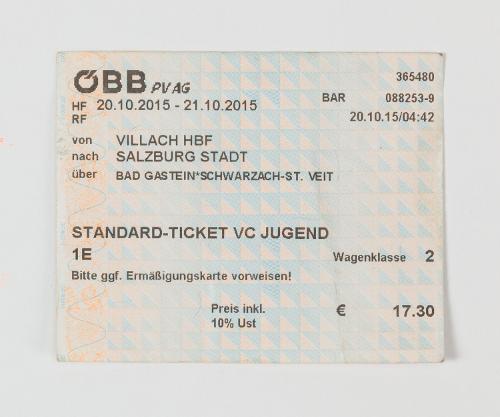 ÖBB PV AG 365480
HF 20.10.2015 - 21.10.2015 BAR 088253-9
RF 20.10.15/04:42
von VILLACH HBF
nach SALZBURG STADT
über BAD GASTEIN*SCHWARZACH-ST. VEIT
STANDARD-TICKET VC JUGEND
1E Wagenklasse 2
Bitte ggf. Ermäßigungskarte vorweisen!
Preis inkl. € 17.30
10% Ust